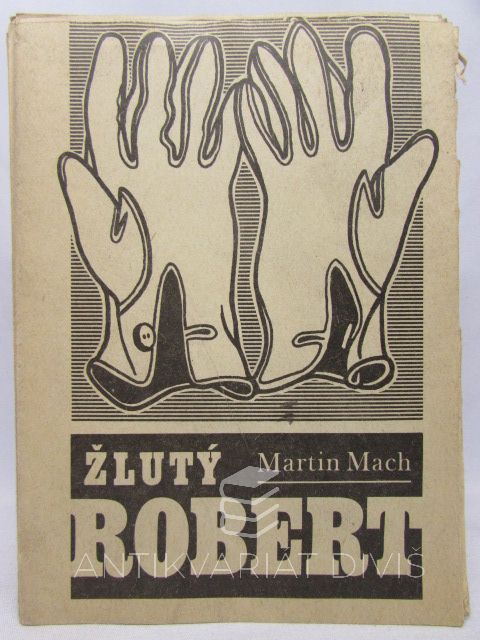 ŽLUTÝ Martin Mach
ROBERT
ANTIKVARIÁT DIVIŠ